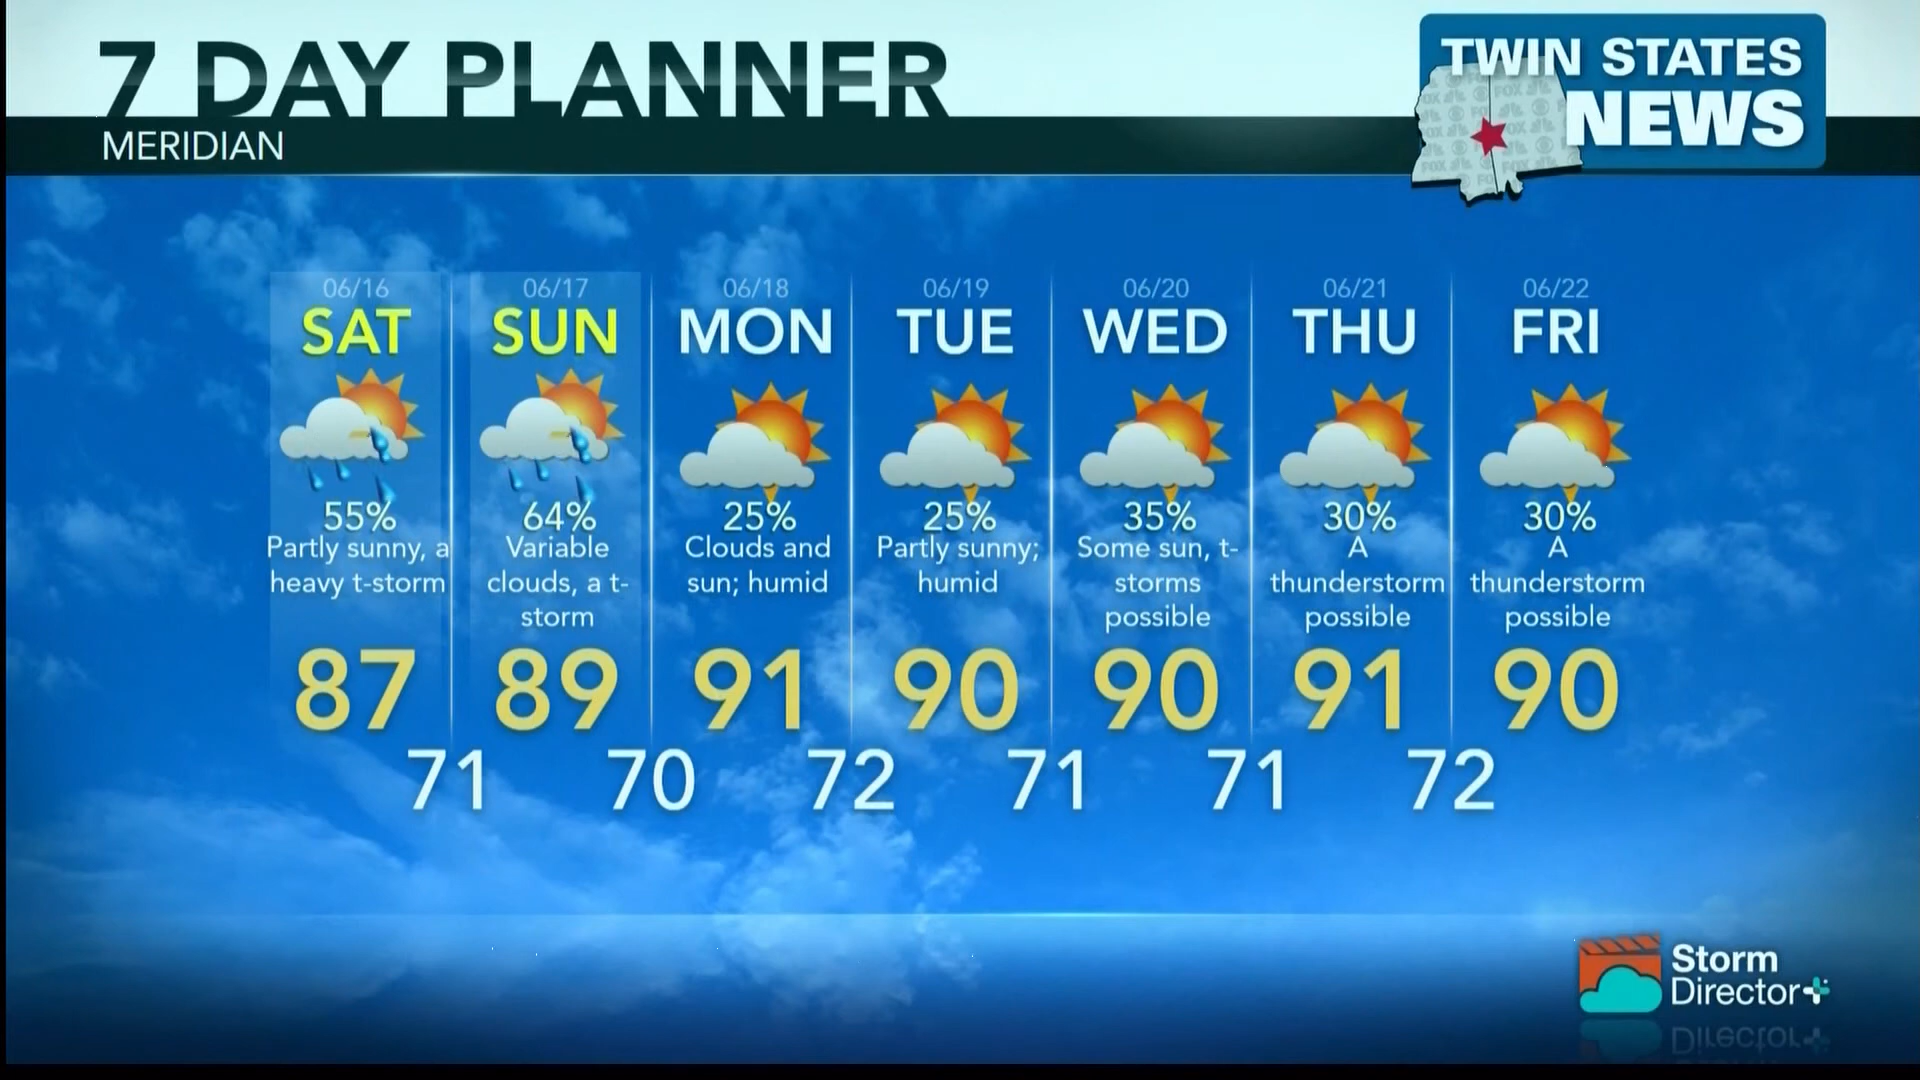 7 DAY PLANNER
MERIDIAN
TWIN STATES
NEWS
06/16
SAT
55%
Partly sunny, a
heavy t-storm
87
06/17
SUN
64%
Variable
clouds, a t-
storm
89
06/18
MON
25%
Clouds and
sun; humid
91
06/19
TUE
25%
Partly sunny;
humid
90
06/20
WED
35%
Some sun, t-
storms
possible
90
06/21
THU
30%
A
thunderstorm
possible
91
06/22
FRI
30%
A
thunderstorm
possible
90
71 70 72 71 71 72
Storm
Director+